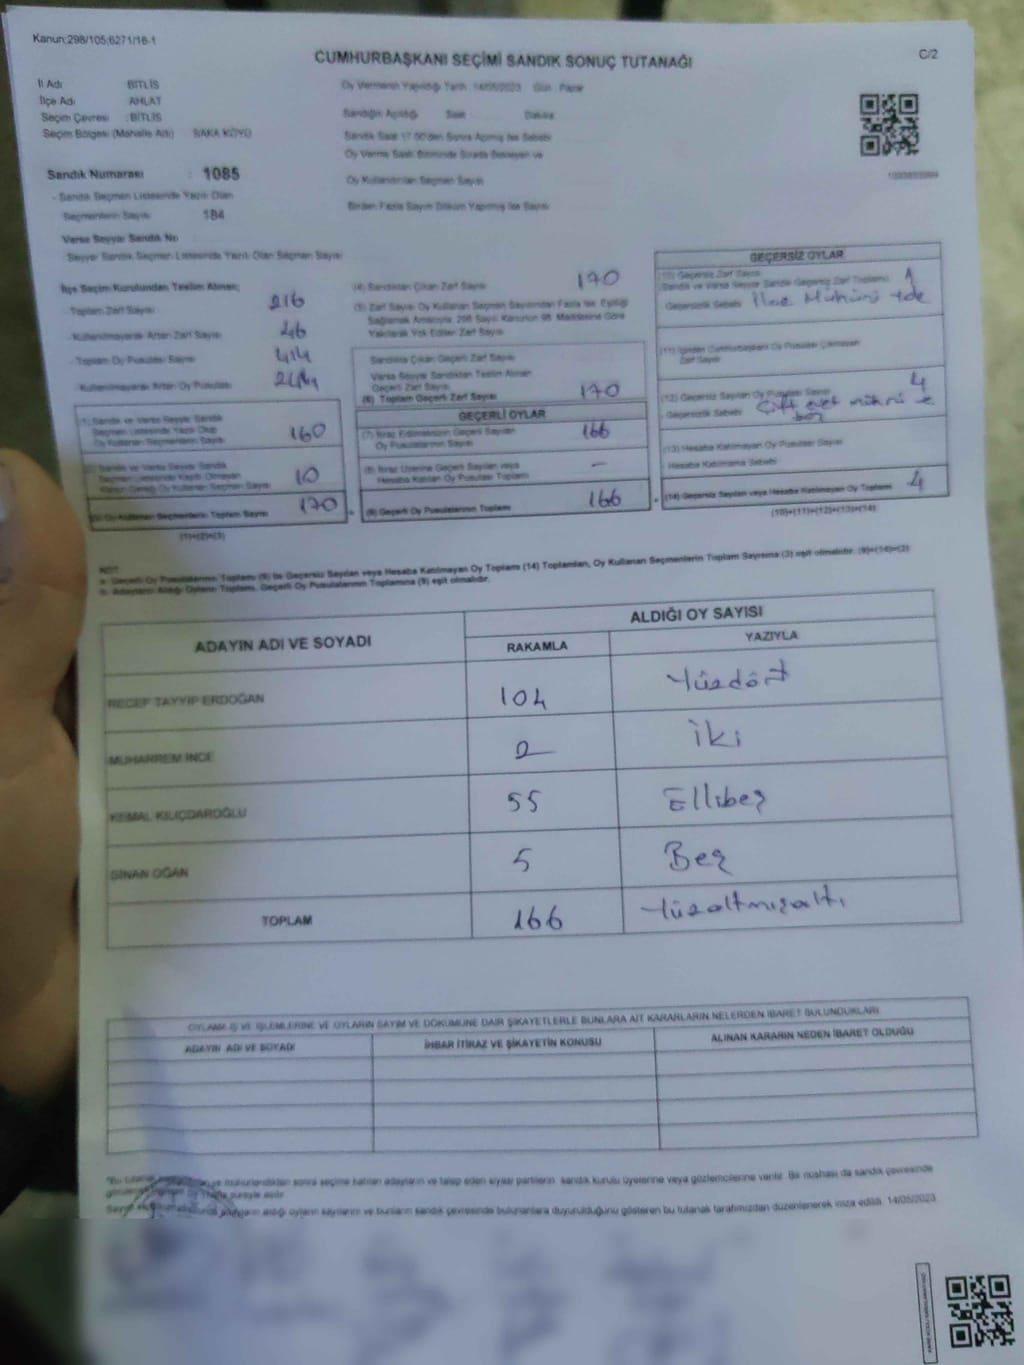 Kanun:298/105;6271/16-1
C/2
CUMHURBAŞKANI SEÇİMİ SANDIK SONUÇ TUTANAĞI
İl Adı BİTLİS
İlçe Adı AHLAT
Seçim Çevresi : BİTLİS
Seçim Bölgesi (Mahalle Adı) SAKA KÖYÜ
Oy Vermenin Yapıldığı Tarih : 14/05/2023 Gün : Pazar
Sandığın Açıldığı Saat Dakika
Sandık Saat 17.00'den Sonra Açılmış İse Sebebi
Oy Verme Saati Bitiminde Sırada Bekleyen ve
Oy Kullandırılan Seçmen Sayısı
Birden Fazla Sayım Döküm Yapılmış İse Sayısı
Sandık Numarası : 1085
- Sandık Seçmen Listesinde Yazılı Olan
Seçmenlerin Sayısı 184
Varsa Seyyar Sandık No
- Seyyar Sandık Seçmen Listesinde Yazılı Olan Seçmen Sayısı
İlçe Seçim Kurulundan Teslim Alınan;
- Toplam Zarf Sayısı 216
- Kullanılmayarak Artan Zarf Sayısı 46
- Toplam Oy Pusulası Sayısı 414
- Kullanılmayarak Artan Oy Pusulası
(1) Sandık ve Varsa Seyyar Sandık
Seçmen Listesinde Yazılı Olup
Oy Kullanan Seçmenlerin Sayısı 160
(2) Sandık ve Varsa Seyyar Sandık
Seçmen Listesinde Kayıtlı Olmayan
Kanun Gereği Oy Kullanan Seçmen Sayısı 10
(3) Oy Kullanan Seçmenlerin Toplam Sayısı 170
(1)+(2)=(3)
(4) Sandıktan Çıkan Zarf Sayısı 170
(5) Zarf Sayısı Oy Kullanan Seçmen Sayısından Fazla İse, Eşitliği
Sağlamak Amacıyla 298 Sayılı Kanunun 98. Maddesine Göre
Yakılarak Yok Edilen Zarf Sayısı
Sandıkta Çıkan Geçerli Zarf Sayısı
Varsa Seyyar Sandıktan Teslim Alınan
Geçerli Zarf Sayısı
(6) Toplam Geçerli Zarf Sayısı 170
GEÇERLİ OYLAR
(7) İtiraz Edilmeksizin Geçerli Sayılan
Oy Pusulalarının Sayısı 166
(8) İtiraz Üzerine Geçerli Sayılan veya
Hesaba Katılan Oy Pusulası Toplamı –
(9) Geçerli Oy Pusulalarının Toplamı 166
GEÇERSİZ OYLAR
(10) Geçersiz Zarf Sayısı
(Sandık ve Varsa Seyyar Sandık Geçersiz Zarf Toplamı) 1
Geçersizlik Sebebi
(11) İçinden Cumhurbaşkanı Oy Pusulası Çıkmayan
Zarf Sayısı
(12) Geçersiz Sayılan Oy Pusulası Sayısı 4
Geçersizlik Sebebi Çift evet mühürü ve
boş
(13) Hesaba Katılmayan Oy Pusulası Sayısı
Hesaba Katılmama Sebebi
(14) Geçersiz Sayılan veya Hesaba Katılmayan Oy Toplamı 4
(10)+(11)+(12)+(13)=(14)
NOT:
a- Geçerli Oy Pusulalarının Toplamı (9) ile Geçersiz Sayılan veya Hesaba Katılmayan Oy Toplamı (14) Toplamları, Oy Kullanan Seçmenlerin Toplam Sayısına (3) eşit olmalıdır. (9)+(14)=(3)
b- Adayların Aldığı Oyların Toplamı, Geçerli Oy Pusulalarının Toplamına (9) eşit olmalıdır.
ADAYIN ADI VE SOYADI
ALDIĞI OY SAYISI
RAKAMLA YAZIYLA
RECEP TAYYİP ERDOĞAN 104 Yüzdört
MUHARREM İNCE 2 İki
KEMAL KILIÇDAROĞLU 55 Ellibeş
SİNAN OĞAN 5 Beş
TOPLAM 166 Yüzaltmışaltı
OYLAMA İŞ VE İŞLEMLERİNE VE OYLARIN SAYIM VE DÖKÜMÜNE DAİR ŞİKAYETLERLE BUNLARA AİT KARARLARIN NELERDEN İBARET BULUNDUKLARI
ADAYIN ADI VE SOYADI İHBAR İTİRAZ VE ŞİKAYETİN KONUSU ALINAN KARARIN NEDEN İBARET OLDUĞU
ve mühürlendikten sonra seçime katılan adayların ve talep eden siyasi partilerin sandık kurulu üyelerine veya gözlemcilerine verilir. Bir nüshası da sandık çevresinde
süreyle asılır.
adayların aldığı oyların sayılarını ve bunların sandık çevresinde bulunanlara duyurulduğunu gösteren bu tutanak tarafımızdan düzenlenerek imza edildi. 14/05/2023